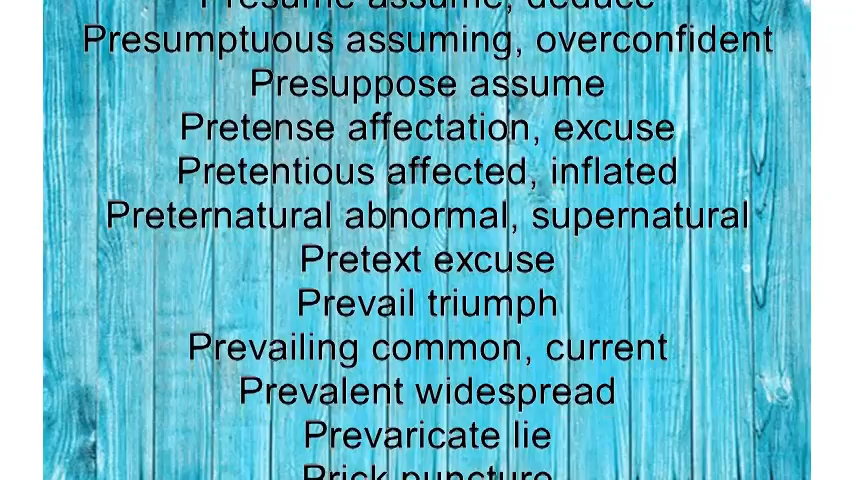 Presume assume, deduce
Presumptuous assuming, overconfident
Presuppose assume
Pretense affectation, excuse
Pretentious affected, inflated
Preternatural abnormal, supernatural
Pretext excuse
Prevail triumph
Prevailing common, current
Prevalent widespread
Prevaricate lie
Prick puncture